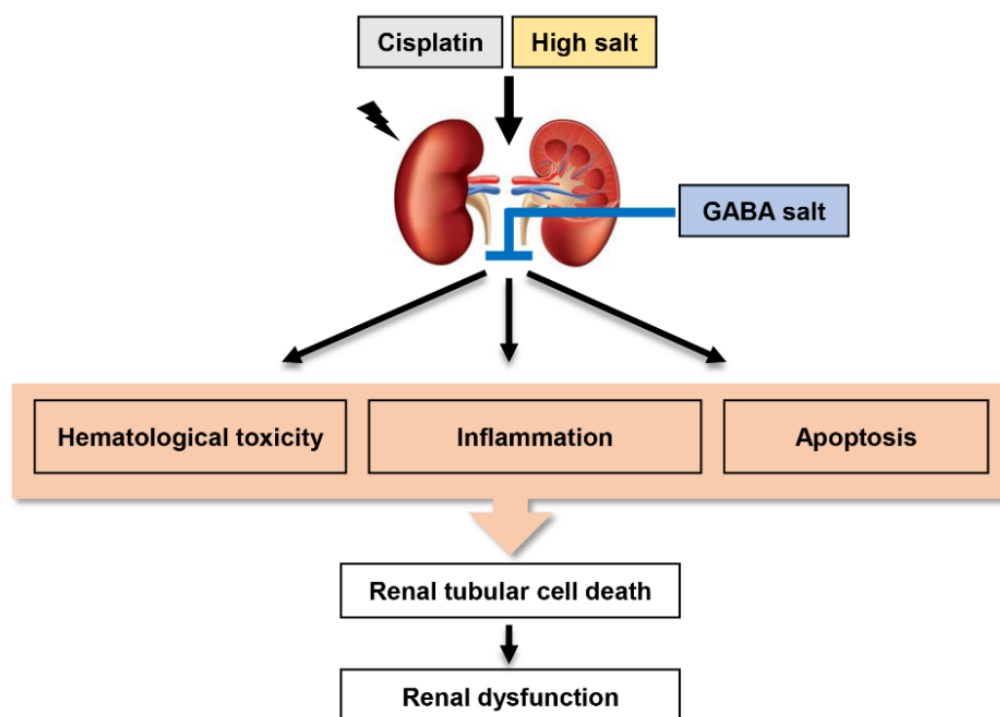 Cisplatin
High salt
GABA salt
Hematological toxicity
Inflammation
Apoptosis
Renal tubular cell death
Renal dysfunction